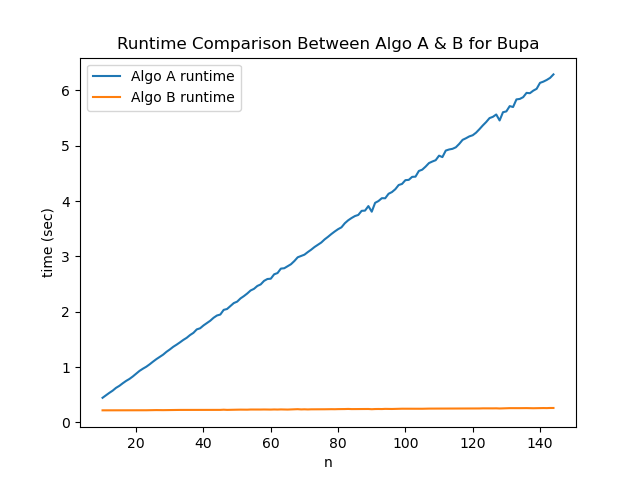 Runtime Comparison Between Algo A & B for Bupa
Algo A runtime
Algo B runtime
6
5
4
3
2
1
0
time (sec)
20 40 60 80 100 120 140
n